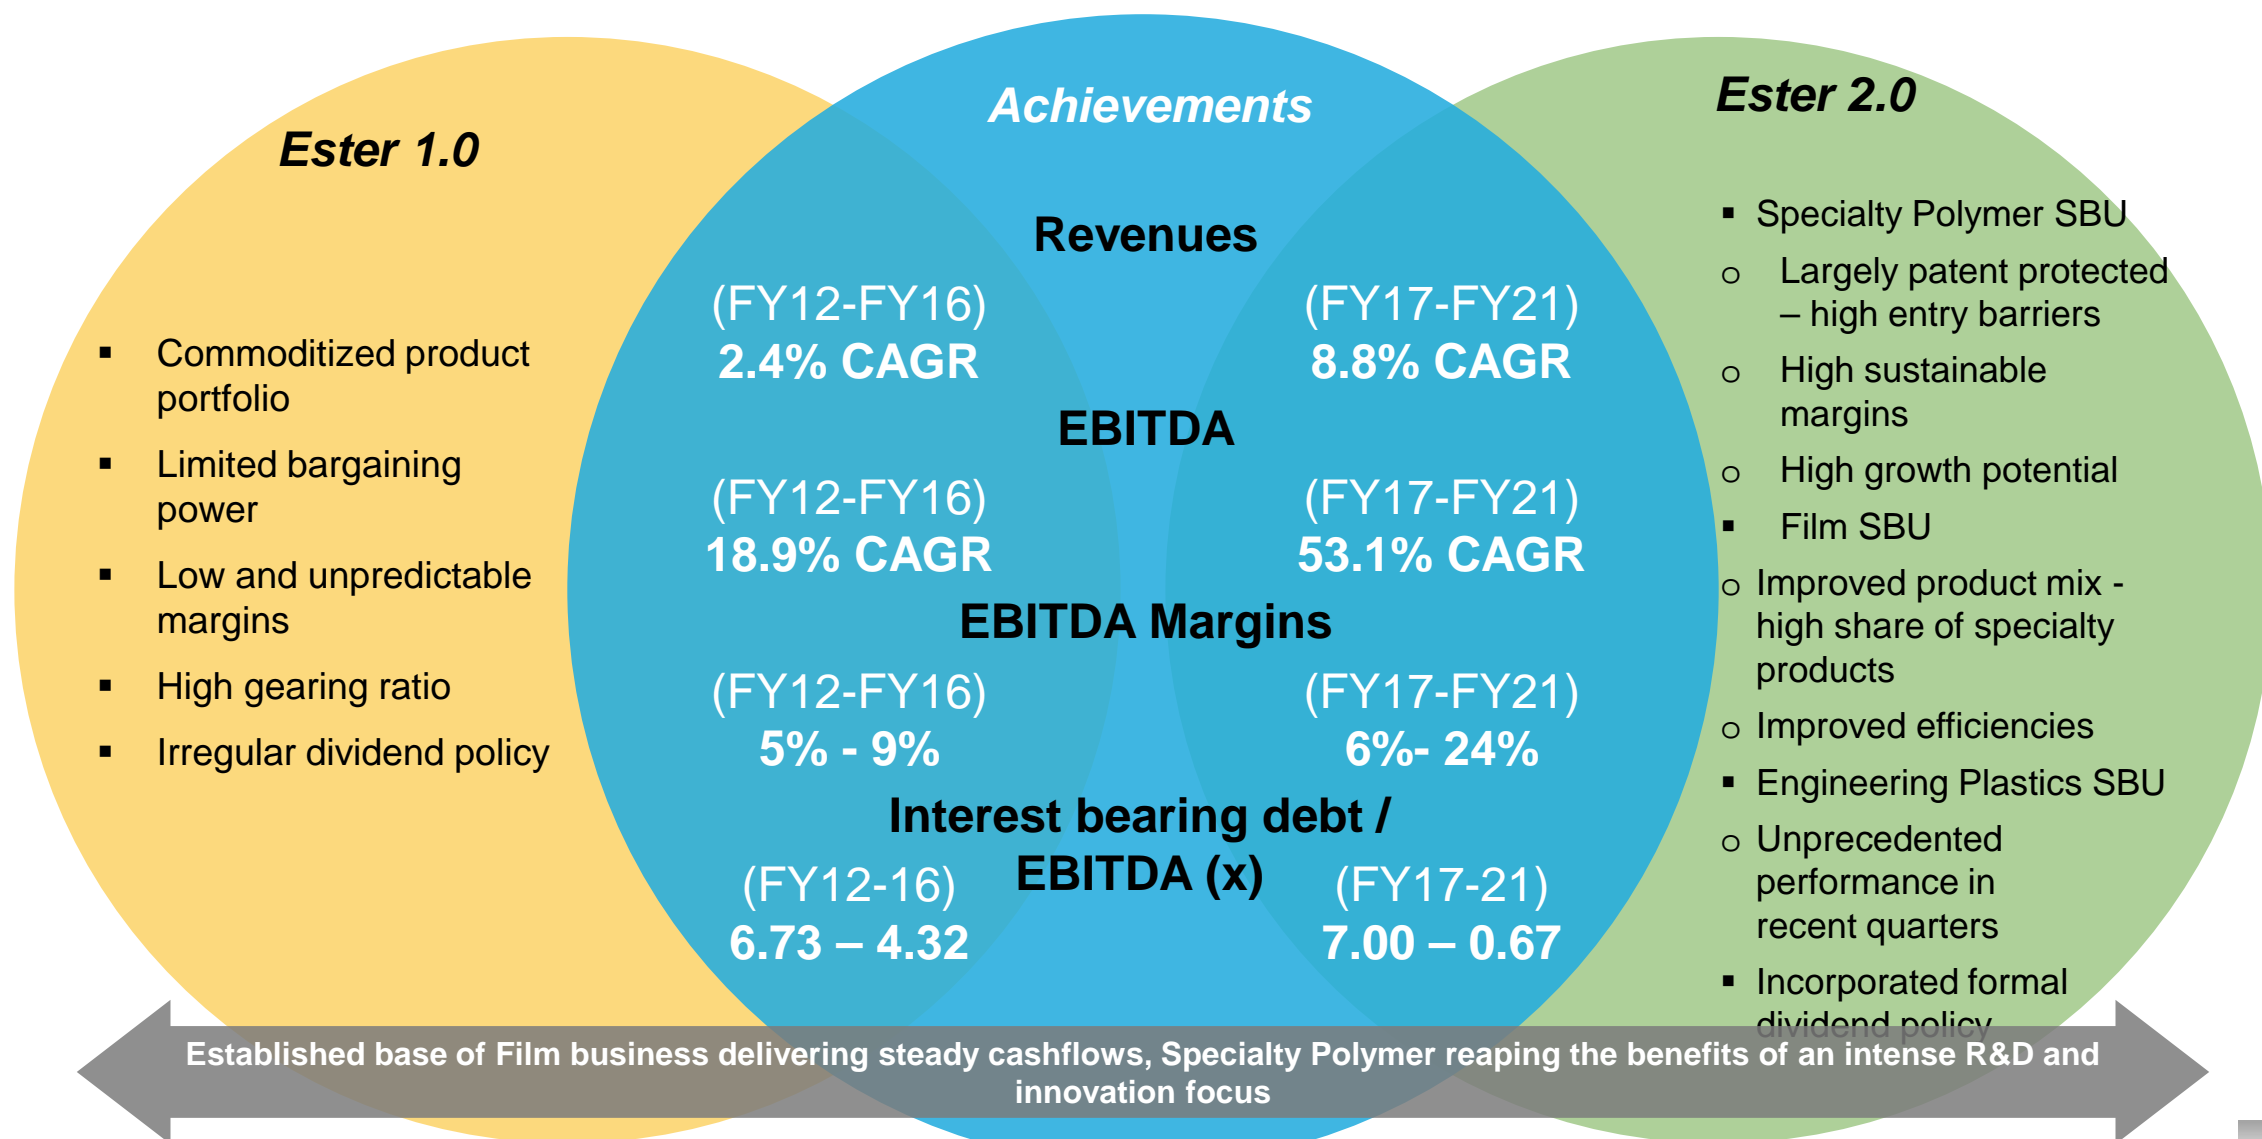 Ester 1.0
▪ Commoditized product
portfolio
▪ Limited bargaining
power
▪ Low and unpredictable
margins
▪ High gearing ratio
▪ Irregular dividend policy
Achievements
Revenues
(FY12-FY16) (FY17-FY21)
2.4% CAGR 8.8% CAGR
EBITDA
(FY12-FY16) (FY17-FY21)
18.9% CAGR 53.1% CAGR
EBITDA Margins
(FY12-FY16) (FY17-FY21)
5% - 9% 6%- 24%
Interest bearing debt /
EBITDA (x)
(FY12-16) (FY17-21)
6.73 – 4.32 7.00 – 0.67
Ester 2.0
▪ Specialty Polymer SBU
o Largely patent protected
– high entry barriers
o High sustainable
margins
o High growth potential
▪ Film SBU
o Improved product mix -
high share of specialty
products
o Improved efficiencies
▪ Engineering Plastics SBU
o Unprecedented
performance in
recent quarters
▪ Incorporated formal
dividend policy
Established base of Film business delivering steady cashflows, Specialty Polymer reaping the benefits of an intense R&D and
innovation focus